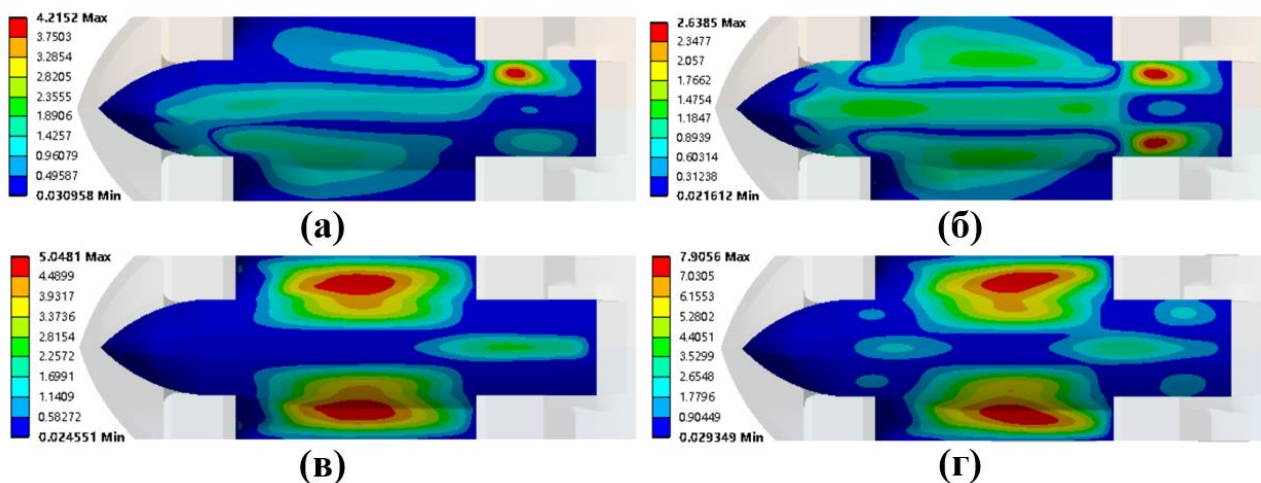 4.2152 Max
3.7503
3.2854
2.8205
2.3555
1.8906
1.4257
0.96079
0.49587
0.030958 Min
(а)
2.6385 Max
2.3477
2.057
1.7662
1.4754
1.1847
0.8939
0.60314
0.31238
0.021612 Min
(б)
5.0481 Max
4.4899
3.9317
3.3736
2.8154
2.2572
1.6991
1.1409
0.58272
0.024551 Min
(в)
7.9056 Max
7.0305
6.1553
5.2802
4.4051
3.5299
2.6548
1.7796
0.90449
0.029349 Min
(г)